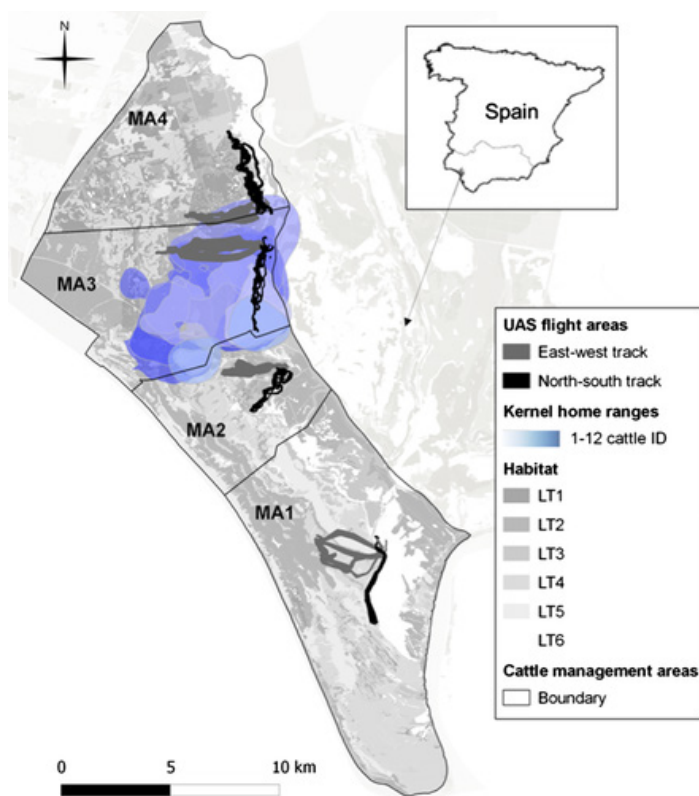 N
MA4
MA3
MA2
MA1
Spain
UAS flight areas
East-west track
North-south track
Kernel home ranges
1-12 cattle ID
Habitat
LT1
LT2
LT3
LT4
LT5
LT6
Cattle management areas
Boundary
0 5 10 km